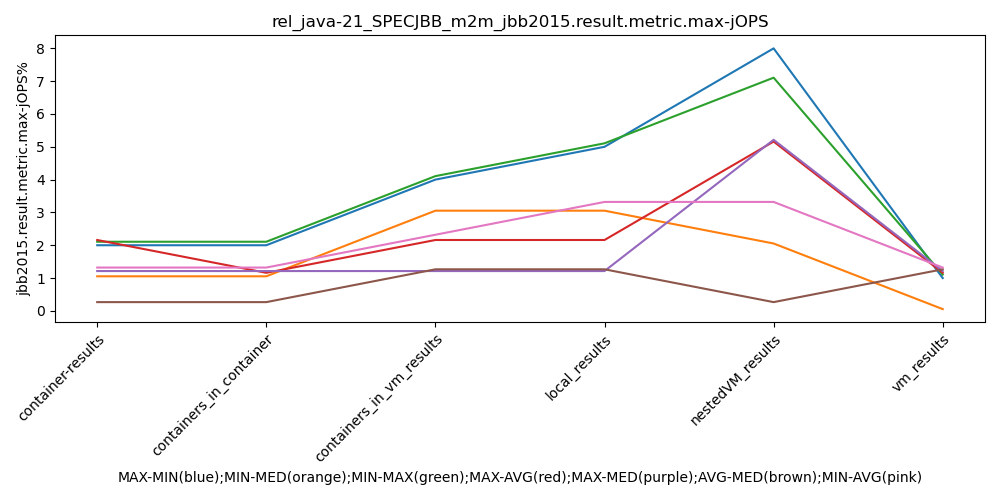 rel_java-21_SPECJBB_m2m_jbb2015.result.metric.max-jOPS
jbb2015.result.metric.max-jOPS%
8
7
6
5
4
3
2
1
0
container-results
containers_in_container
containers_in_vm_results
local_results
nestedVM_results
vm_results
MAX-MIN(blue);MIN-MED(orange);MIN-MAX(green);MAX-AVG(red);MAX-MED(purple);AVG-MED(brown);MIN-AVG(pink)